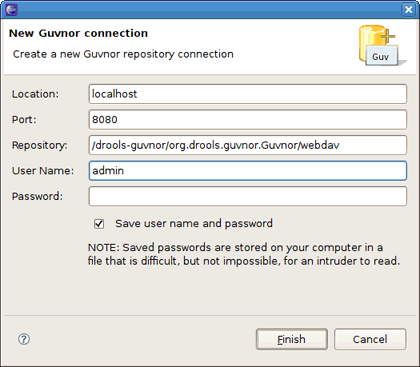 New Guvnor connection
Create a new Guvnor repository connection
Guv
Location: localhost
Port: 8080
Repository: /drools-guvnor/org.drools.guvnor.Guvnor/webdav
User Name: admin
Password:
Save user name and password
NOTE: Saved passwords are stored on your computer in a
file that is difficult, but not impossible, for an intruder to read.
? Finish Cancel